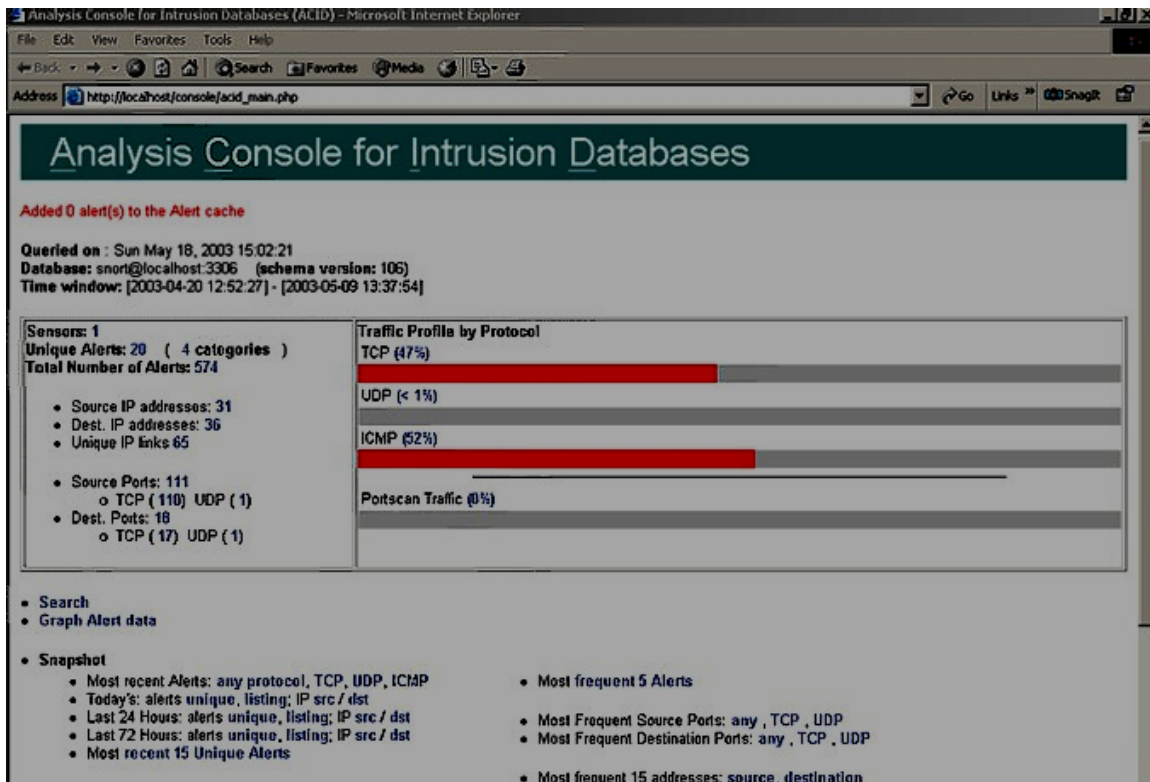 Analysis Console for Intrusion Databases (ACID) - Microsoft Internet Explorer
File Edit View Favorites Tools Help
Back Search Favorites Media
Address http://localhost/console/acid_main.php Go Links » SnagIt
Analysis Console for Intrusion Databases
Added 0 alert(s) to the Alert cache
Queried on : Sun May 18, 2003 15:02:21
Database: snort@localhost:3306 (schema version: 106)
Time window: [2003-04-20 12:52:27] - [2003-05-09 13:37:54]
Sensors: 1
Unique Alerts: 20 ( 4 categories )
Total Number of Alerts: 574
• Source IP addresses: 31
• Dest. IP addresses: 36
• Unique IP links 65
• Source Ports: 111
o TCP ( 110) UDP ( 1)
• Dest. Ports: 18
o TCP ( 17) UDP ( 1)
Traffic Profile by Protocol
TCP (47%)
UDP (< 1%)
ICMP (52%)
Portscan Traffic (0%)
• Search
• Graph Alert data
• Snapshot
• Most recent Alerts: any protocol, TCP, UDP, ICMP
• Today's: alerts unique, listing; IP src / dst
• Last 24 Hours: alerts unique, listing; IP src / dst
• Last 72 Hours: alerts unique, listing; IP src / dst
• Most recent 15 Unique Alerts
• Most frequent 5 Alerts
• Most Frequent Source Ports: any , TCP , UDP
• Most Frequent Destination Ports: any , TCP , UDP
• Most frequent 15 addresses: source, destination